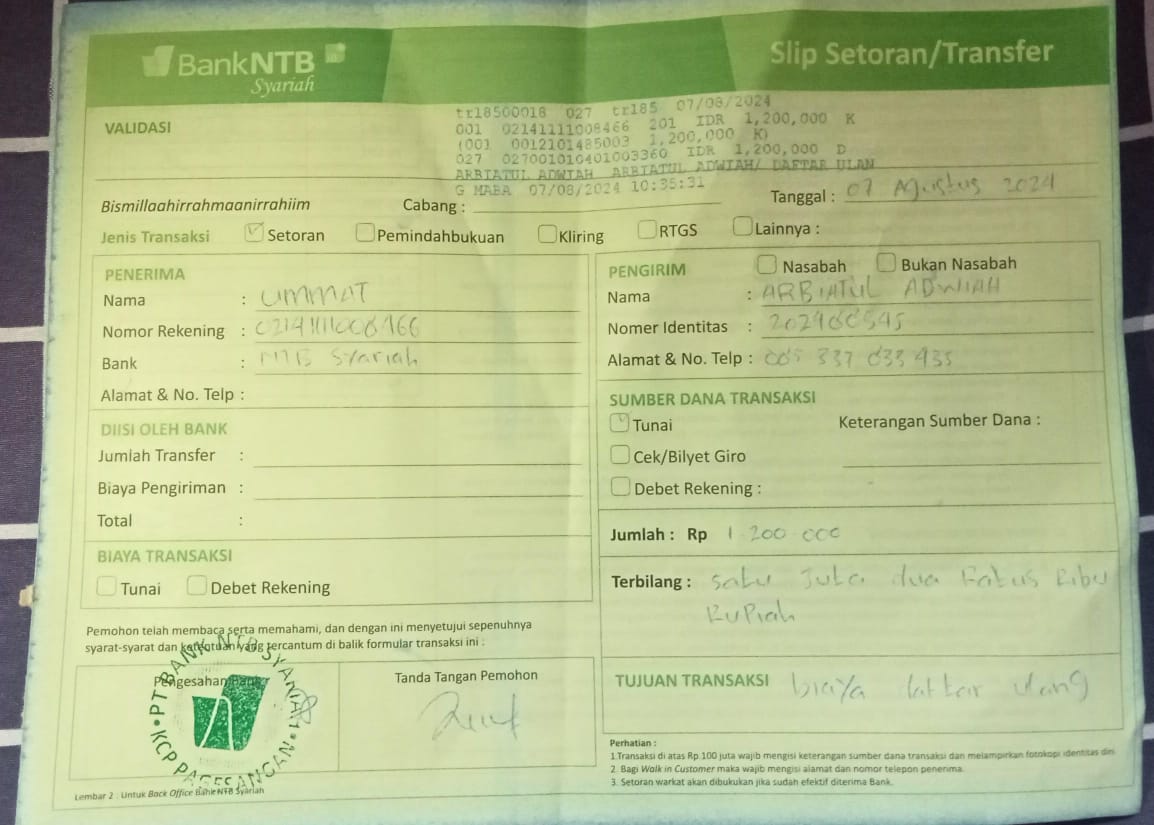 BankNTB Syariah
Slip Setoran/Transfer
VALIDASI
tr18500018 027 tr185 07/08/2024
001 02141111008466 201 IDR 1,200,000 K
(001 0012101485003 1,200,000 K)
027 027001010401003360 IDR 1,200,000 D
ARBIATUL ADWIAH ARBIATUL ADWIAH/ DAFTAR ULAN
G MABA 07/08/2024 10:35:31
Bismillaahirrahmaanirrahiim
Cabang :
Tanggal : 07 Agustus 2024
Jenis Transaksi Setoran Pemindahbukuan Kliring RTGS Lainnya :
PENERIMA
Nama : UMMAT
Nomor Rekening : 02141111008466
Bank : NTB Syariah
Alamat & No. Telp :
DIISI OLEH BANK
Jumlah Transfer :
Biaya Pengiriman :
Total :
BIAYA TRANSAKSI
Tunai Debet Rekening
PENGIRIM Nasabah Bukan Nasabah
Nama : ARBIATUL ADWIAH
Nomer Identitas :
Alamat & No. Telp : 085 337 033 435
SUMBER DANA TRANSAKSI
Tunai Keterangan Sumber Dana :
Cek/Bilyet Giro
Debet Rekening :
Jumlah : Rp 1.200.000
Terbilang : Satu Juta dua Ratus Ribu
Rupiah
TUJUAN TRANSAKSI biaya daftar ulang
Pemohon telah membaca serta memahami, dan dengan ini menyetujui sepenuhnya
syarat-syarat dan ketentuan yang tercantum di balik formular transaksi ini :
Pengesahan Bank
Tanda Tangan Pemohon
PT BANK NTB SYARIAH
KCP PAGESANGAN
Perhatian :
1.Transaksi di atas Rp.100 juta wajib mengisi keterangan sumber dana transaksi dan melampirkan fotokopi identitas diri.
2. Bagi Walk in Customer maka wajib mengisi alamat dan nomor telepon penerima.
3. Setoran warkat akan dibukukan jika sudah efektif diterima Bank.
Lembar 2 : Untuk Back Office Bank NTB Syariah